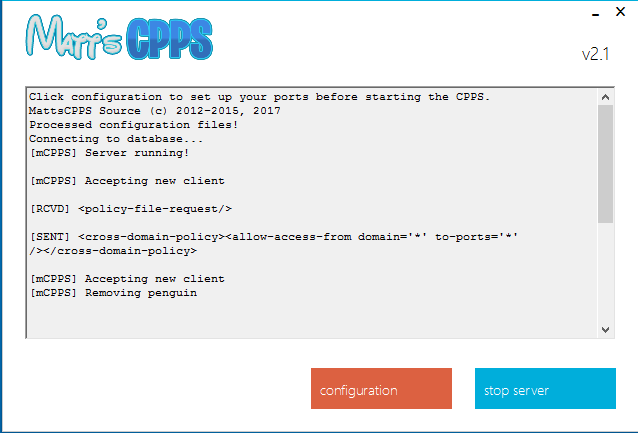 Matt's CPPS
v2.1
Click configuration to set up your ports before starting the CPPS.
MattsCPPS Source (c) 2012-2015, 2017
Processed configuration files!
Connecting to database...
[mCPPS] Server running!
[mCPPS] Accepting new client
[RCVD] <policy-file-request/>
[SENT] <cross-domain-policy><allow-access-from domain='*' to-ports='*'
/></cross-domain-policy>
[mCPPS] Accepting new client
[mCPPS] Removing penguin
configuration
stop server